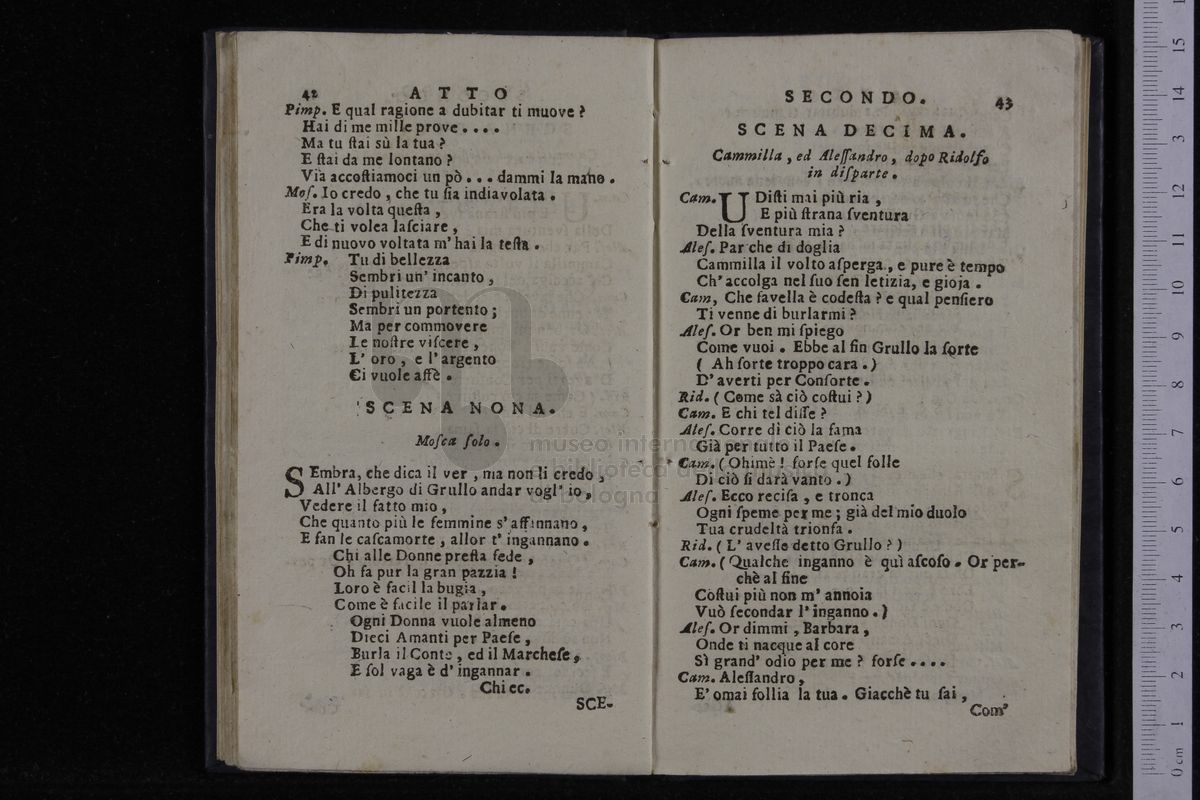 42 ATTO
Pimp. E qual ragione a dubitar ti muove?
Hai di me mille prove....
Ma tu ſtai sù la tua?
E ſtai da me lontano?
Vià accoſtiamoci un pò... dammi la mano.
Moſ. Io credo, che tu ſia indiavolata.
Era la volta queſta,
Che ti volea laſciare,
E di nuovo voltata m' hai la teſta.
Pimp. Tu di bellezza
Sembri un' incanto,
Di pulitezza
Sembri un portento;
Ma per commovere
Le noſtre viſcere,
L' oro, e l' argento
Ci vuole affè.
SCENA NONA.
Moſca ſolo.
SEmbra, che dica il ver, ma non li credo,
All' Albergo di Grullo andar vogl' io,
Vedere il fatto mio,
Che quanto più le femmine s' affannano,
E fan le caſcamorte, allor t' ingannano.
Chi alle Donne preſta fede,
Oh fa pur la gran pazzia!
Loro è facil la bugia,
Come è facile il parlar.
Ogni Donna vuole almeno
Dieci Amanti per Paeſe,
Burla il Conte, ed il Marcheſe,
E ſol vaga è d' ingannar.
Chi ec.
SCE-
SECONDO. 43
SCENA DECIMA.
Cammilla, ed Aleſſandro, dopo Ridolfo
in diſparte.
Cam. UDiſti mai più ria,
E più ſtrana ſventura
Della ſventura mia?
Aleſ. Par che di doglia
Cammilla il volto aſperga, e pure è tempo
Ch' accolga nel ſuo ſen letizia, e gioja.
Cam, Che favella è codeſta? e qual penſiero
Ti venne di burlarmi?
Aleſ. Or ben mi ſpiego
Come vuoi. Ebbe al fin Grullo la ſorte
( Ah ſorte troppo cara.)
D' averti per Conſorte.
Rid. (Come sà ciò coſtui?)
Cam. E chi tel diſſe?
Aleſ. Corre di ciò la fama
Già per tutto il Paeſe.
Cam. (Ohimè! forſe quel folle
Di ciò ſi darà vanto.)
Aleſ. Ecco reciſa, e tronca
Ogni ſpeme per me; già del mio duolo
Tua crudeltà trionfa.
Rid. (L' aveſſe detto Grullo?)
Cam. (Qualche inganno è quì aſcoſo. Or per-
chè al fine
Coſtui più non m' annoia
Vuò ſecondar l' inganno.)
Aleſ. Or dimmi, Barbara,
Onde ti nacque al core
Sì grand' odio per me? forſe....
Cam. Aleſſandro,
E' omai follia la tua. Giacchè tu ſai,
Com'